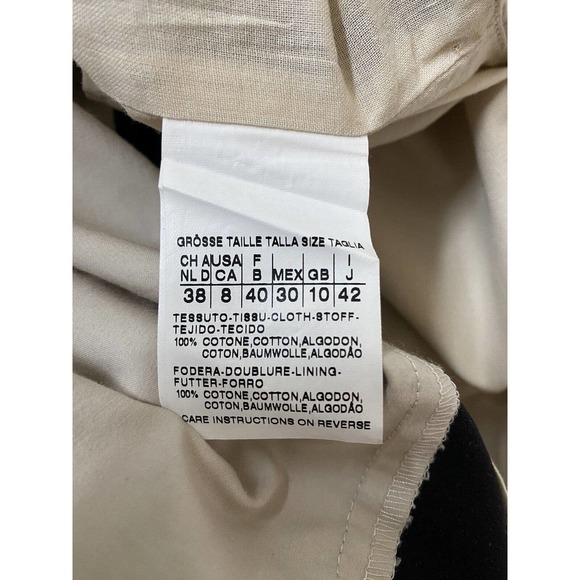 GRÖSSE TAILLE TALLA SIZE TAGLIA
CH A USA F I
NL D CA B MEX GB J
38 8 40 30 10 42
TESSUTO-TISSU-CLOTH-STOFF-
TEJIDO-TECIDO
100% COTONE,COTTON,ALGODON,
COTON,BAUMWOLLE,ALGODÃO
FODERA-DOUBLURE-LINING-
FUTTER-FORRO
100% COTONE,COTTON,ALGODON,
COTON,BAUMWOLLE,ALGODÃO
CARE INSTRUCTIONS ON REVERSE